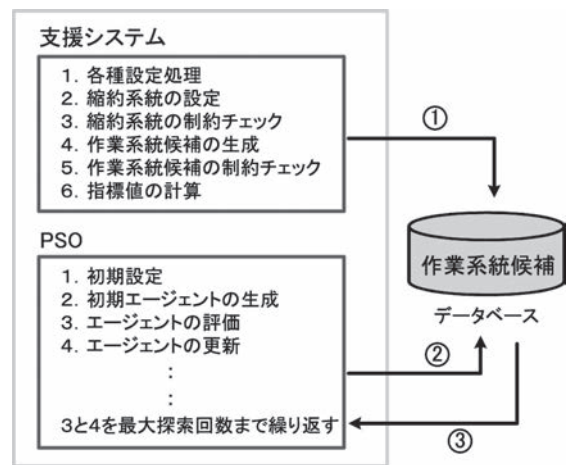 支援システム
1. 各種設定処理
2. 縮約系統の設定
3. 縮約系統の制約チェック
4. 作業系統候補の生成
5. 作業系統候補の制約チェック
6. 指標値の計算
①
作業系統候補
データベース
PSO
1. 初期設定
2. 初期エージェントの生成
3. エージェントの評価
4. エージェントの更新
:
:
3と4を最大探索回数まで繰り返す
②
③